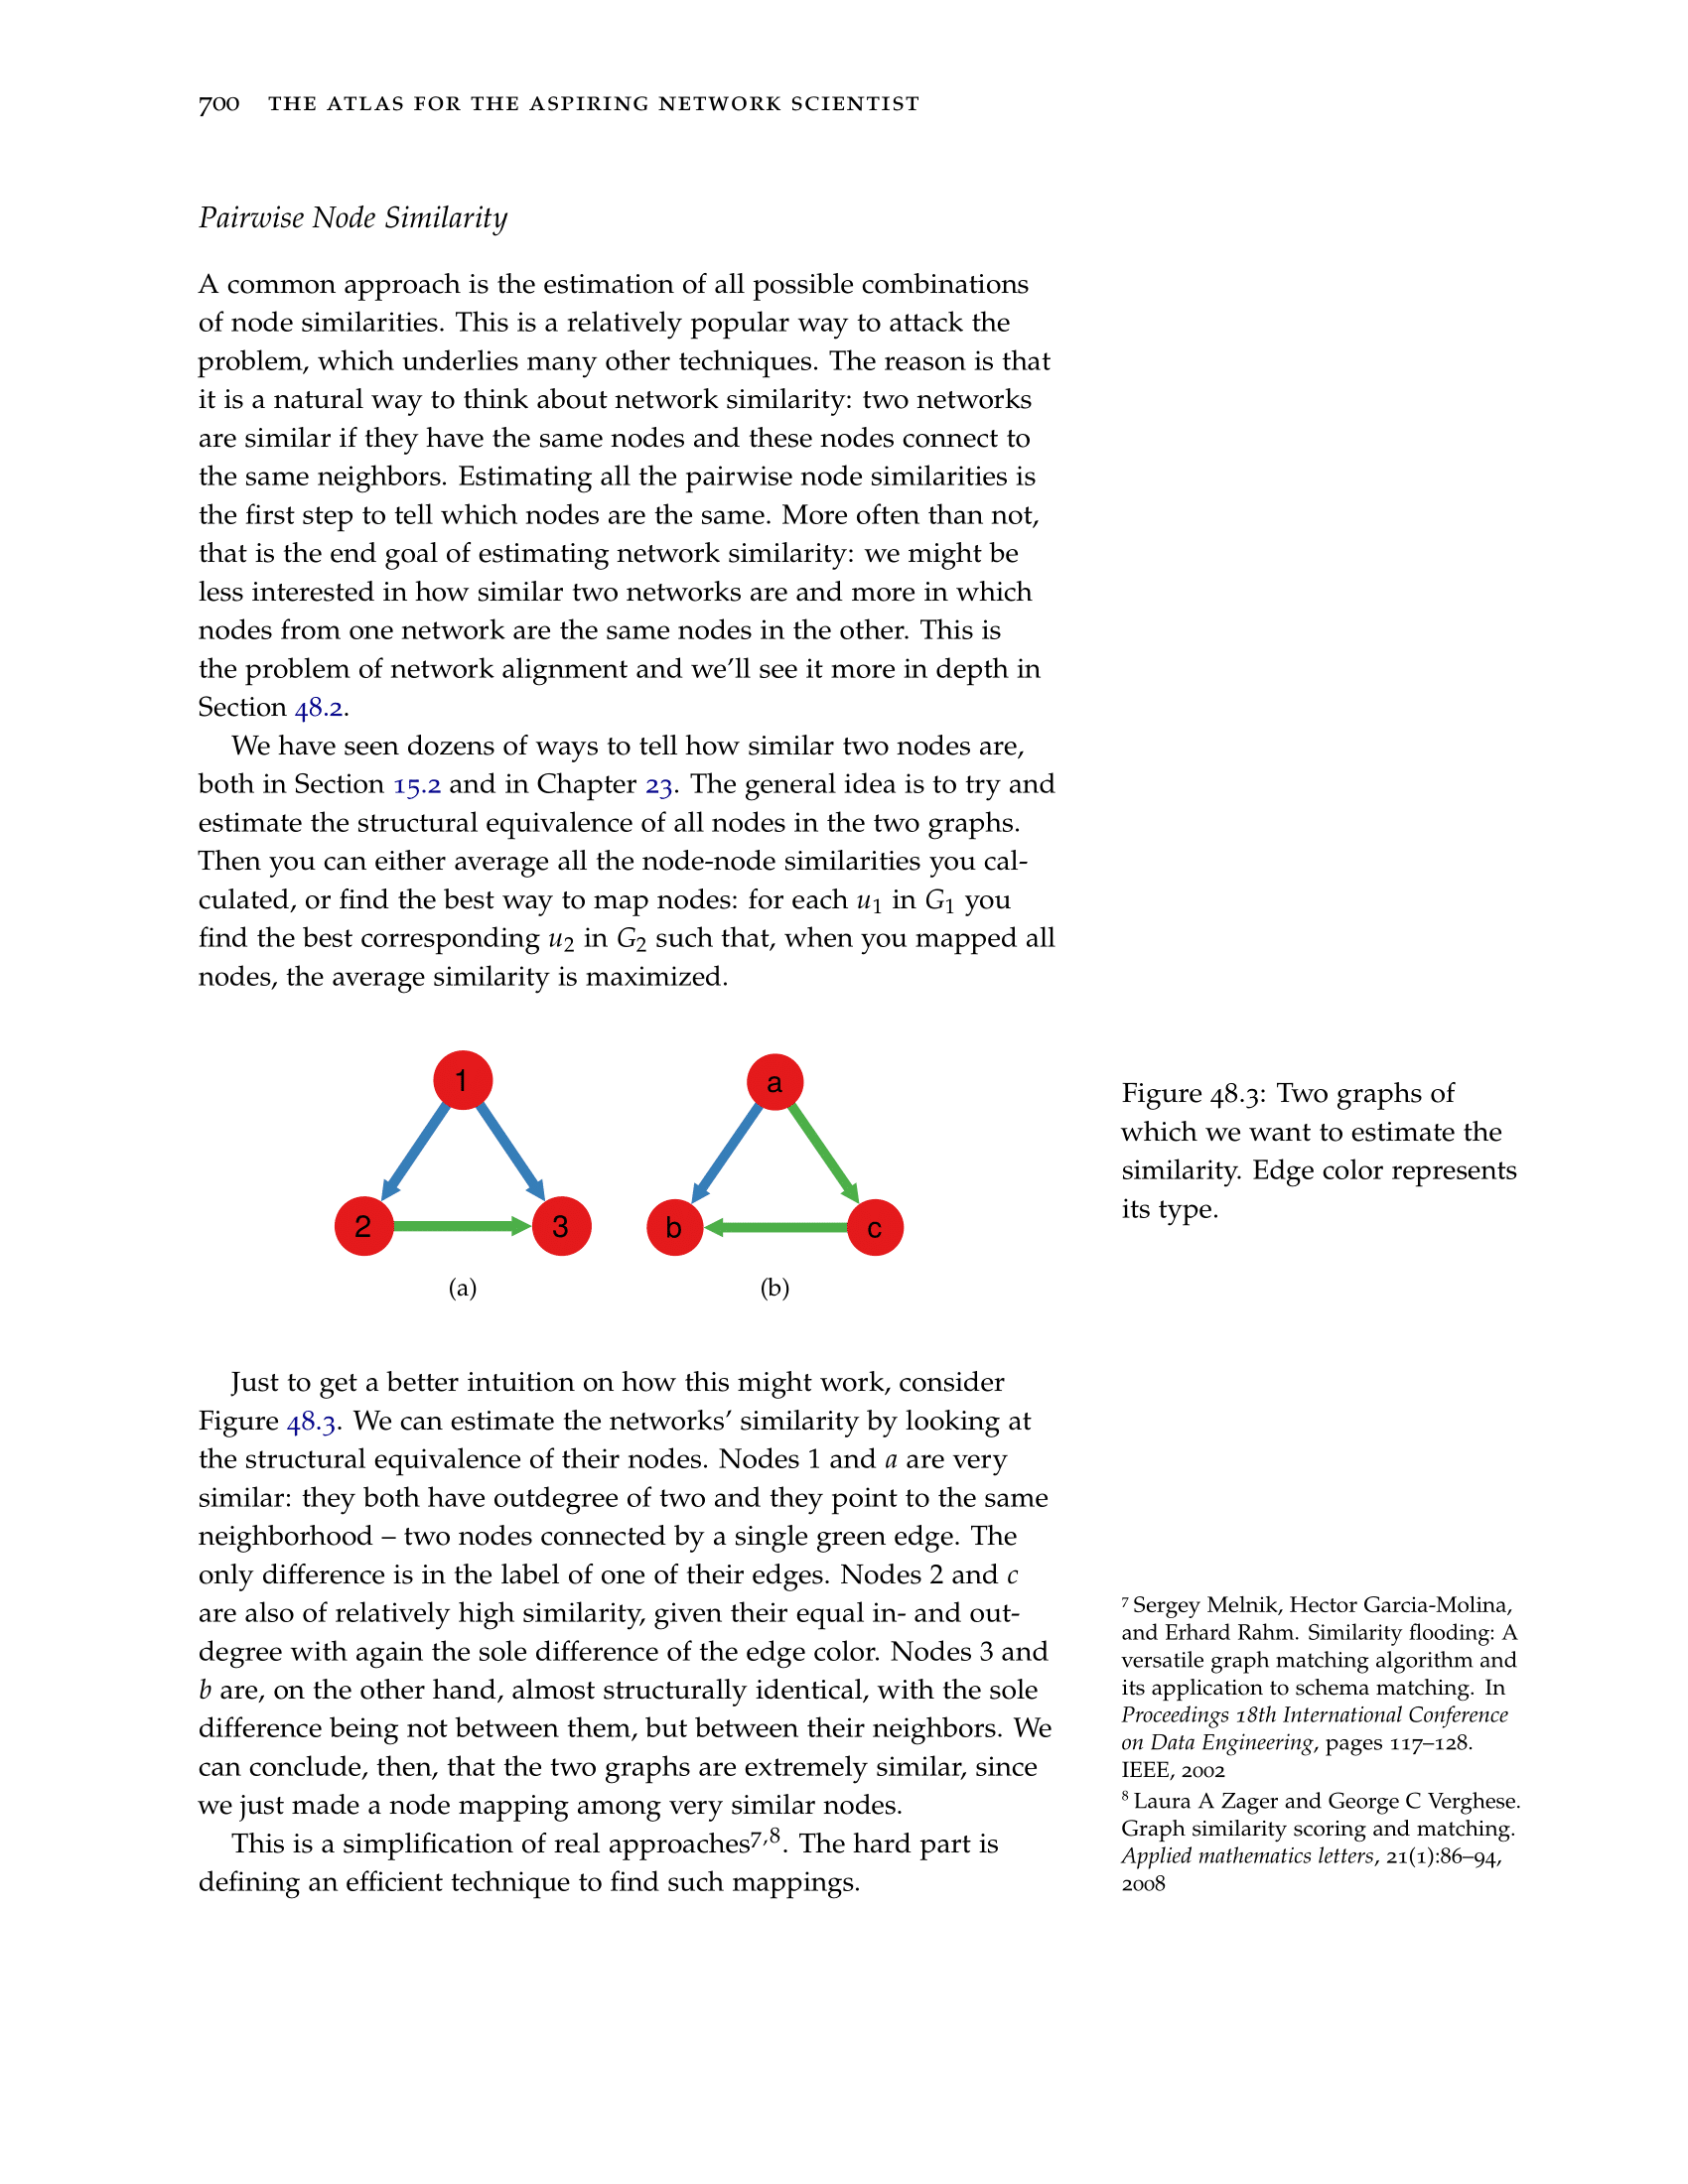 700 THE ATLAS FOR THE ASPIRING NETWORK SCIENTIST
Pairwise Node Similarity
A common approach is the estimation of all possible combinations
of node similarities. This is a relatively popular way to attack the
problem, which underlies many other techniques. The reason is that
it is a natural way to think about network similarity: two networks
are similar if they have the same nodes and these nodes connect to
the same neighbors. Estimating all the pairwise node similarities is
the first step to tell which nodes are the same. More often than not,
that is the end goal of estimating network similarity: we might be
less interested in how similar two networks are and more in which
nodes from one network are the same nodes in the other. This is
the problem of network alignment and we'll see it more in depth in
Section 48.2.
We have seen dozens of ways to tell how similar two nodes are,
both in Section 15.2 and in Chapter 23. The general idea is to try and
estimate the structural equivalence of all nodes in the two graphs.
Then you can either average all the node-node similarities you cal-
culated, or find the best way to map nodes: for each u₁ in G₁ you
find the best corresponding u₂ in G₂ such that, when you mapped all
nodes, the average similarity is maximized.
1
2
3
(a)
a
b
c
(b)
Figure 48.3: Two graphs of
which we want to estimate the
similarity. Edge color represents
its type.
Just to get a better intuition on how this might work, consider
Figure 48.3. We can estimate the networks' similarity by looking at
the structural equivalence of their nodes. Nodes 1 and a are very
similar: they both have outdegree of two and they point to the same
neighborhood – two nodes connected by a single green edge. The
only difference is in the label of one of their edges. Nodes 2 and c
are also of relatively high similarity, given their equal in- and out-
degree with again the sole difference of the edge color. Nodes 3 and
b are, on the other hand, almost structurally identical, with the sole
difference being not between them, but between their neighbors. We
can conclude, then, that the two graphs are extremely similar, since
we just made a node mapping among very similar nodes.
This is a simplification of real approaches⁷,⁸. The hard part is
defining an efficient technique to find such mappings.
⁷ Sergey Melnik, Hector Garcia-Molina,
and Erhard Rahm. Similarity flooding: A
versatile graph matching algorithm and
its application to schema matching. In
Proceedings 18th International Conference
on Data Engineering, pages 117–128.
IEEE, 2002
⁸ Laura A Zager and George C Verghese.
Graph similarity scoring and matching.
Applied mathematics letters, 21(1):86–94,
2008